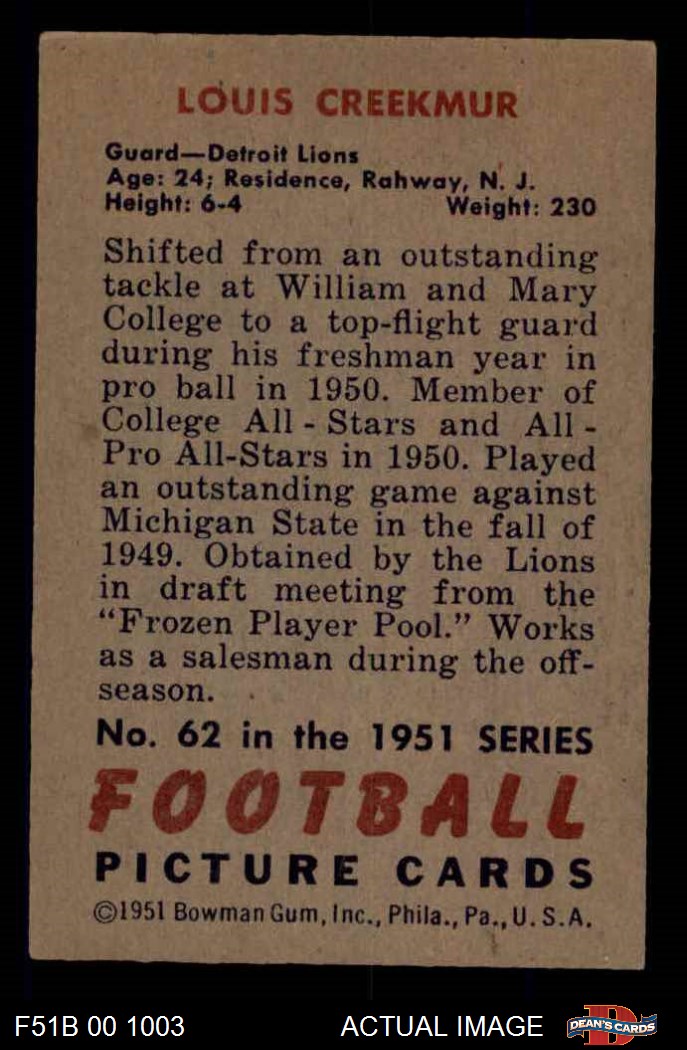 LOUIS CREEKMUR
Guard—Detroit Lions
Age: 24; Residence, Rahway, N. J.
Height: 6-4 Weight: 230
Shifted from an outstanding
tackle at William and Mary
College to a top-flight guard
during his freshman year in
pro ball in 1950. Member of
College All - Stars and All -
Pro All-Stars in 1950. Played
an outstanding game against
Michigan State in the fall of
1949. Obtained by the Lions
in draft meeting from the
“Frozen Player Pool.” Works
as a salesman during the off-
season.
No. 62 in the 1951 SERIES
FOOTBALL
PICTURE CARDS
©1951 Bowman Gum, Inc., Phila., Pa., U. S. A.
F51B 00 1003 ACTUAL IMAGE D DEAN'S CARDS